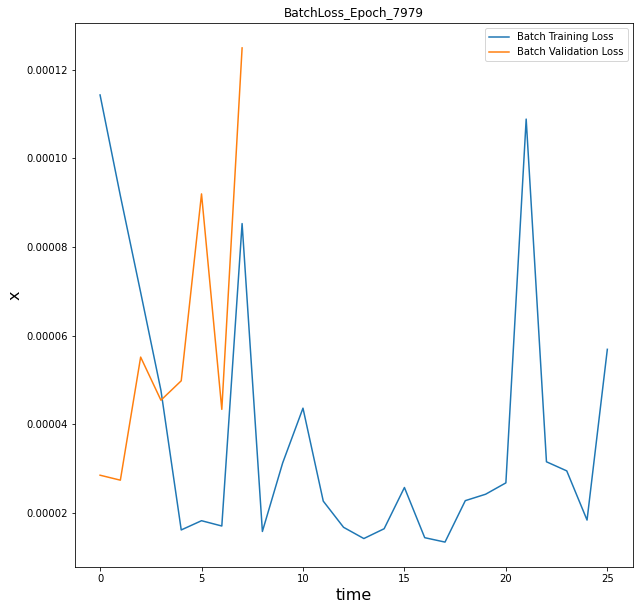 BatchLoss_Epoch_7979
Batch Training Loss
Batch Validation Loss
0.00012
0.00010
0.00008
0.00006
0.00004
0.00002
x
0 5 10 15 20 25
time